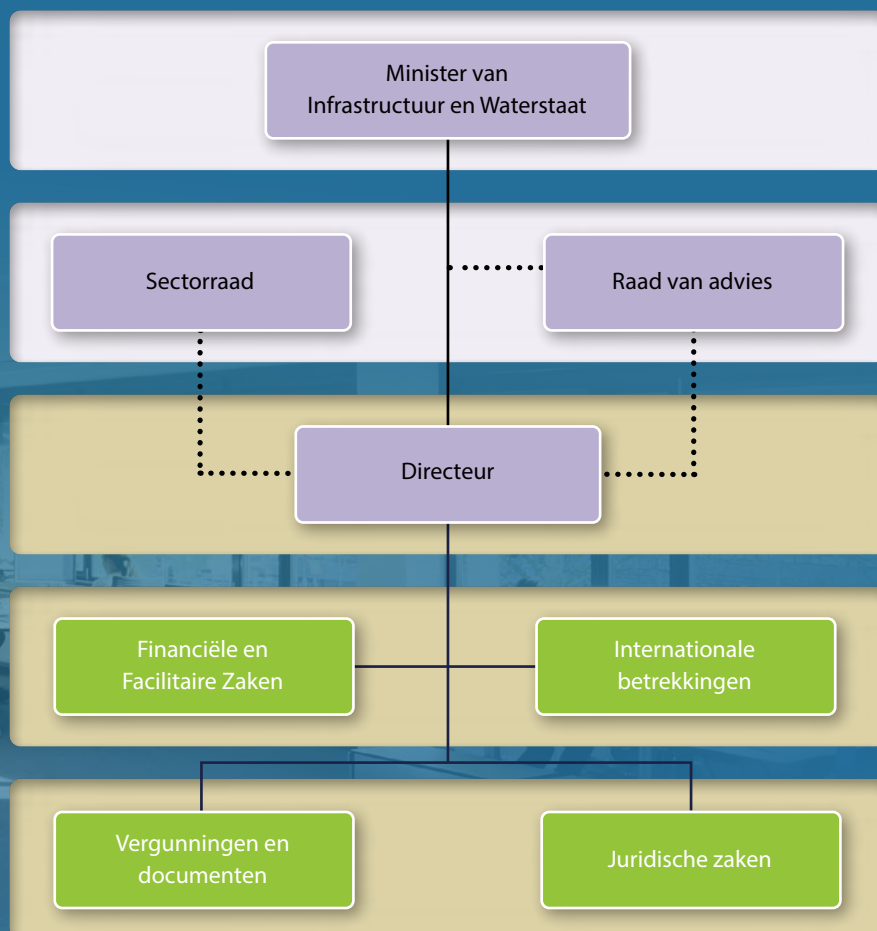 Minister van
Infrastructuur en Waterstaat
Sectorraad
Raad van advies
Directeur
Financiële en
Facilitaire Zaken
Internationale
betrekkingen
Vergunningen en
documenten
Juridische zaken